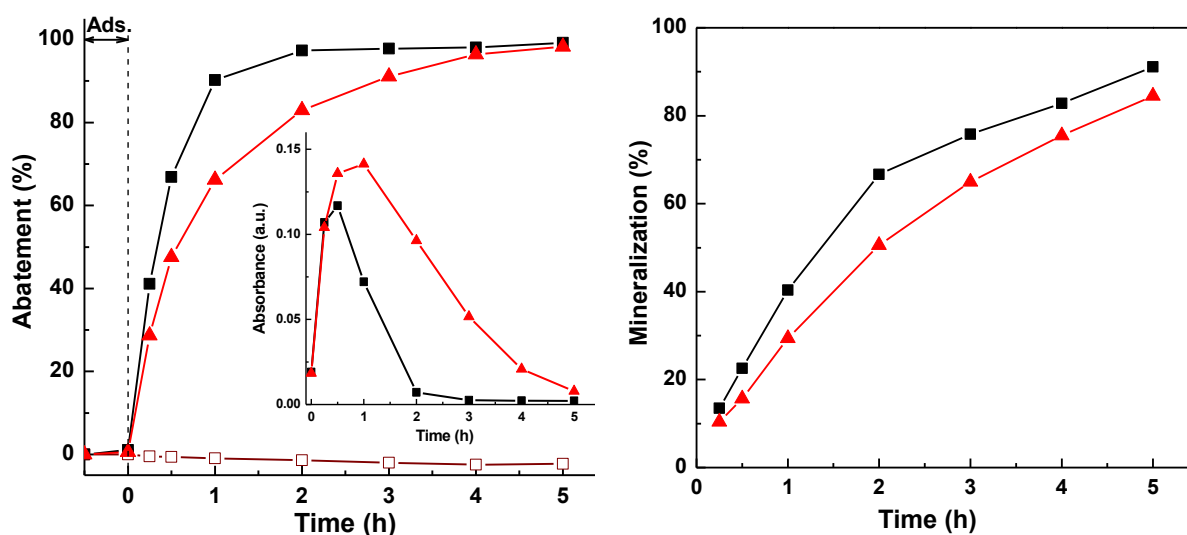 Ads.
100
80
60
40
20
0
Abatement (%)
0 1 2 3 4 5
Time (h)
0.15
0.10
0.05
0.00
Absorbance (a.u.)
0 1 2 3 4 5
Time (h)
100
80
60
40
20
0
Mineralization (%)
0 1 2 3 4 5
Time (h)